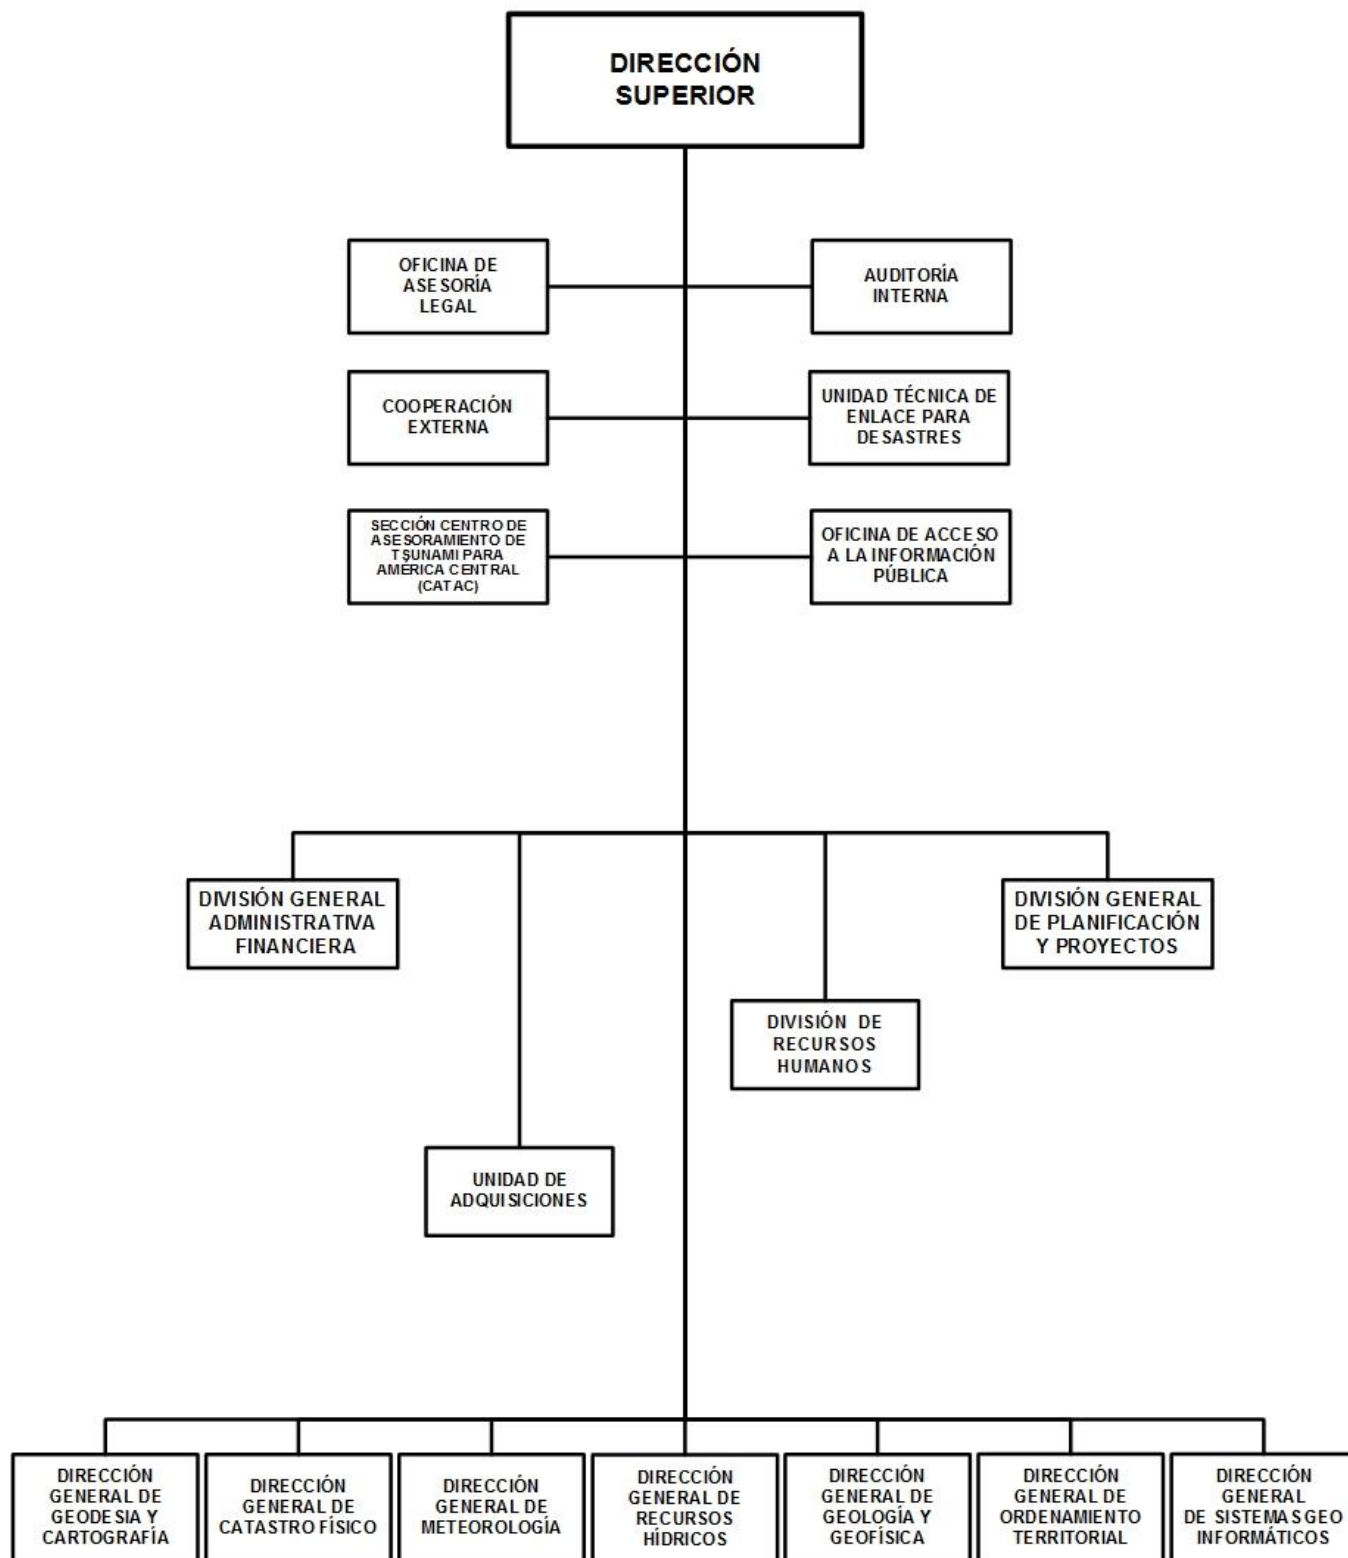 DIRECCIÓN
SUPERIOR
OFICINA DE
ASESORÍA
LEGAL
AUDITORÍA
INTERNA
COOPERACIÓN
EXTERNA
UNIDAD TÉCNICA DE
ENLACE PARA
DESASTRES
SECCIÓN CENTRO DE
ASESORAMIENTO DE
TSUNAMI PARA
AMÉRICA CENTRAL
(CATAC)
OFICINA DE ACCESO
A LA INFORMACIÓN
PÚBLICA
DIVISIÓN GENERAL
ADMINISTRATIVA
FINANCIERA
DIVISIÓN GENERAL
DE PLANIFICACIÓN
Y PROYECTOS
DIVISIÓN DE
RECURSOS
HUMANOS
UNIDAD DE
ADQUISICIONES
DIRECCIÓN
GENERAL DE
GEODESIA Y
CARTOGRAFÍA
DIRECCIÓN
GENERAL DE
CATASTRO FÍSICO
DIRECCIÓN
GENERAL DE
METEOROLOGÍA
DIRECCIÓN
GENERAL DE
RECURSOS
HÍDRICOS
DIRECCIÓN
GENERAL DE
GEOLOGÍA Y
GEOFÍSICA
DIRECCIÓN
GENERAL DE
ORDENAMIENTO
TERRITORIAL
DIRECCIÓN
GENERAL
DE SISTEMAS GEO
INFORMÁTICOS